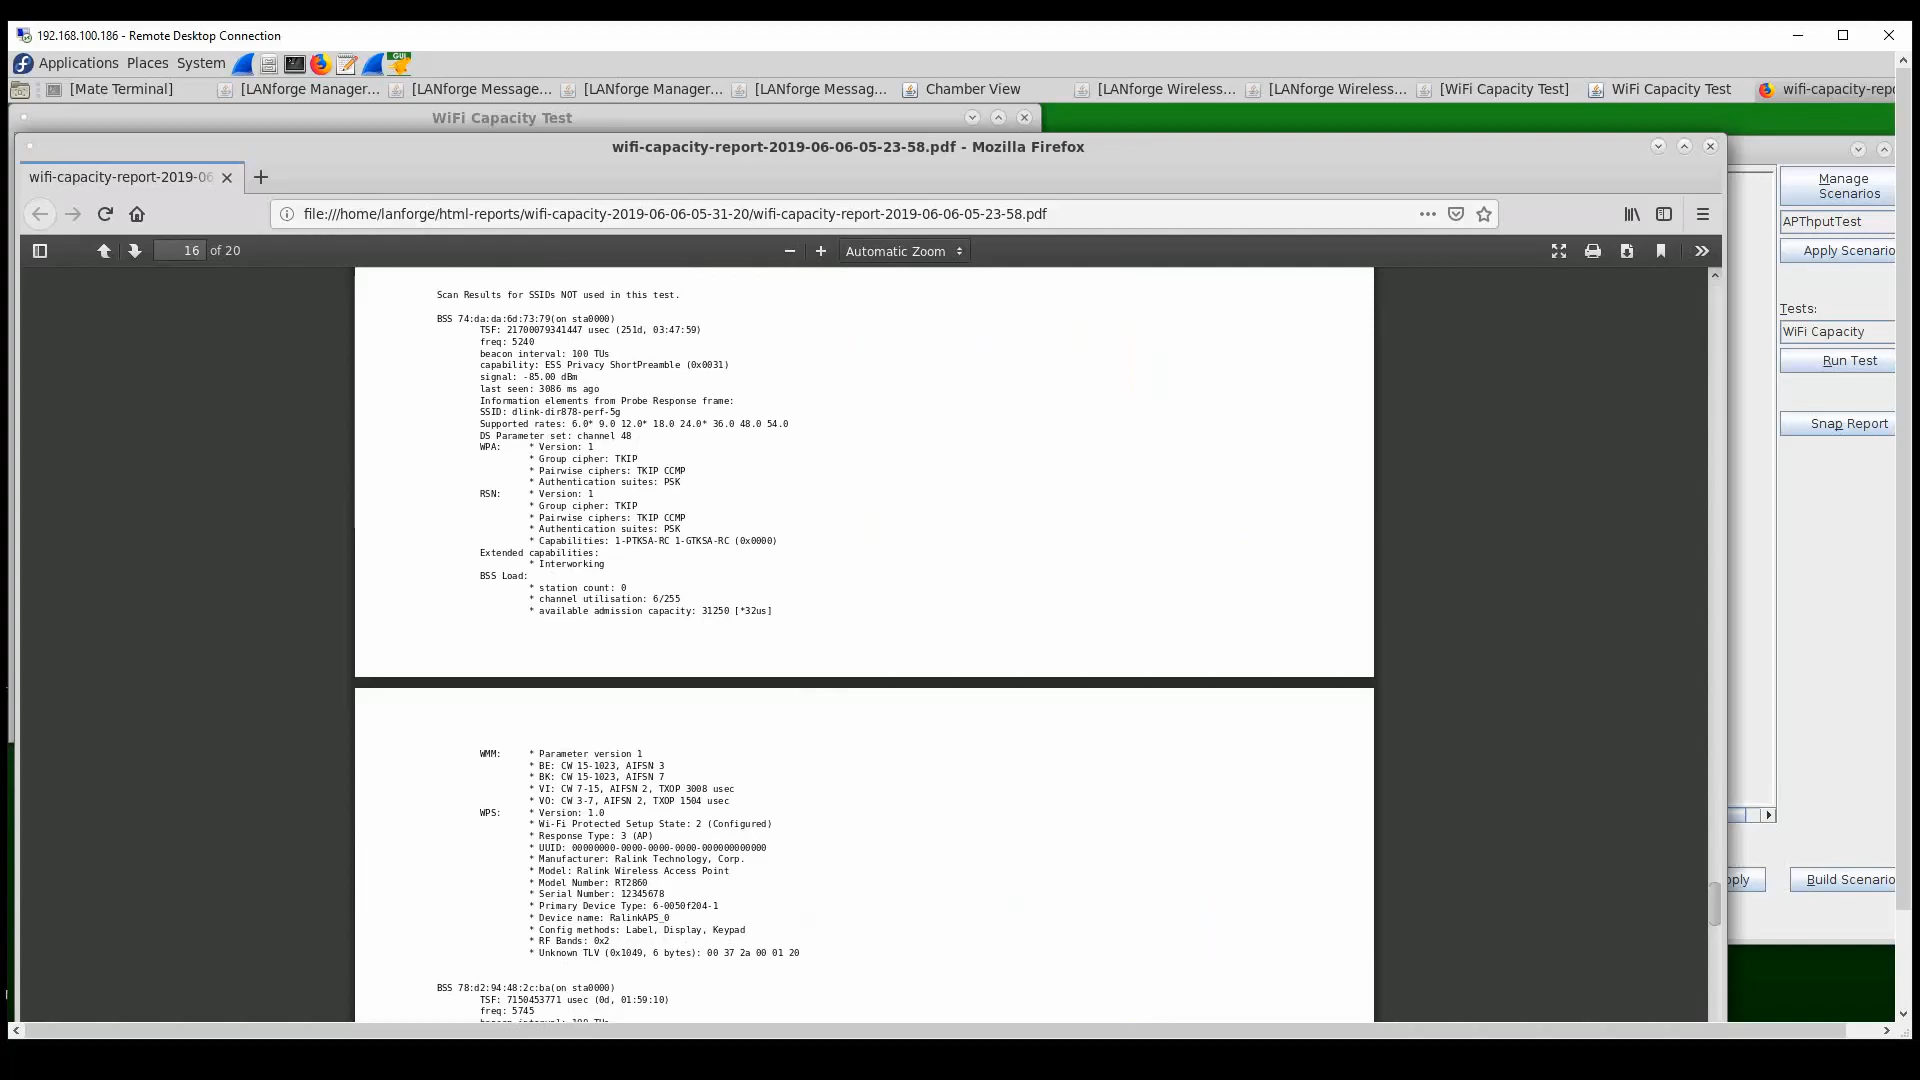 192.168.100.186 - Remote Desktop Connection
Applications Places System
[Mate Terminal] [LANforge Manager... [LANforge Message... [LANforge Manager... [LANforge Messag... Chamber View [LANforge Wireless... [LANforge Wireless... [WiFi Capacity Test] WiFi Capacity Test wifi-capacity-repo
WiFi Capacity Test
wifi-capacity-report-2019-06-06-05-23-58.pdf - Mozilla Firefox
wifi-capacity-report-2019-06
file:///home/lanforge/html-reports/wifi-capacity-2019-06-06-05-31-20/wifi-capacity-report-2019-06-06-05-23-58.pdf
16 of 20
Automatic Zoom
Scan Results for SSIDs NOT used in this test.
BSS 74:da:da:6d:73:79(on sta0000)
TSF: 21700079341447 usec (251d, 03:47:59)
freq: 5240
beacon interval: 100 TUs
capability: ESS Privacy ShortPreamble (0x0031)
signal: -85.00 dBm
last seen: 3086 ms ago
Information elements from Probe Response frame:
SSID: dlink-dir878-perf-5g
Supported rates: 6.0* 9.0 12.0* 18.0 24.0* 36.0 48.0 54.0
DS Parameter set: channel 48
WPA: * Version: 1
* Group cipher: TKIP
* Pairwise ciphers: TKIP CCMP
* Authentication suites: PSK
RSN: * Version: 1
* Group cipher: TKIP
* Pairwise ciphers: TKIP CCMP
* Authentication suites: PSK
* Capabilities: 1-PTKSA-RC 1-GTKSA-RC (0x0000)
Extended capabilities:
* Interworking
BSS Load:
* station count: 0
* channel utilisation: 6/255
* available admission capacity: 31250 [*32us]
WMM: * Parameter version 1
* BE: CW 15-1023, AIFSN 3
* BK: CW 15-1023, AIFSN 7
* VI: CW 7-15, AIFSN 2, TXOP 3008 usec
* VO: CW 3-7, AIFSN 2, TXOP 1504 usec
WPS: * Version: 1.0
* Wi-Fi Protected Setup State: 2 (Configured)
* Response Type: 3 (AP)
* UUID: 00000000-0000-0000-0000-000000000000
* Manufacturer: Ralink Technology, Corp.
* Model: Ralink Wireless Access Point
* Model Number: RT2860
* Serial Number: 12345678
* Primary Device Type: 6-0050f204-1
* Device name: RalinkAPS_0
* Config methods: Label, Display, Keypad
* RF Bands: 0x2
* Unknown TLV (0x1049, 6 bytes): 00 37 2a 00 01 20
BSS 78:d2:94:48:2c:ba(on sta0000)
TSF: 7150453771 usec (0d, 01:59:10)
freq: 5745
Manage
Scenarios
APThputTest
Apply Scenario
Tests:
WiFi Capacity
Run Test
Snap Report
pply
Build Scenario